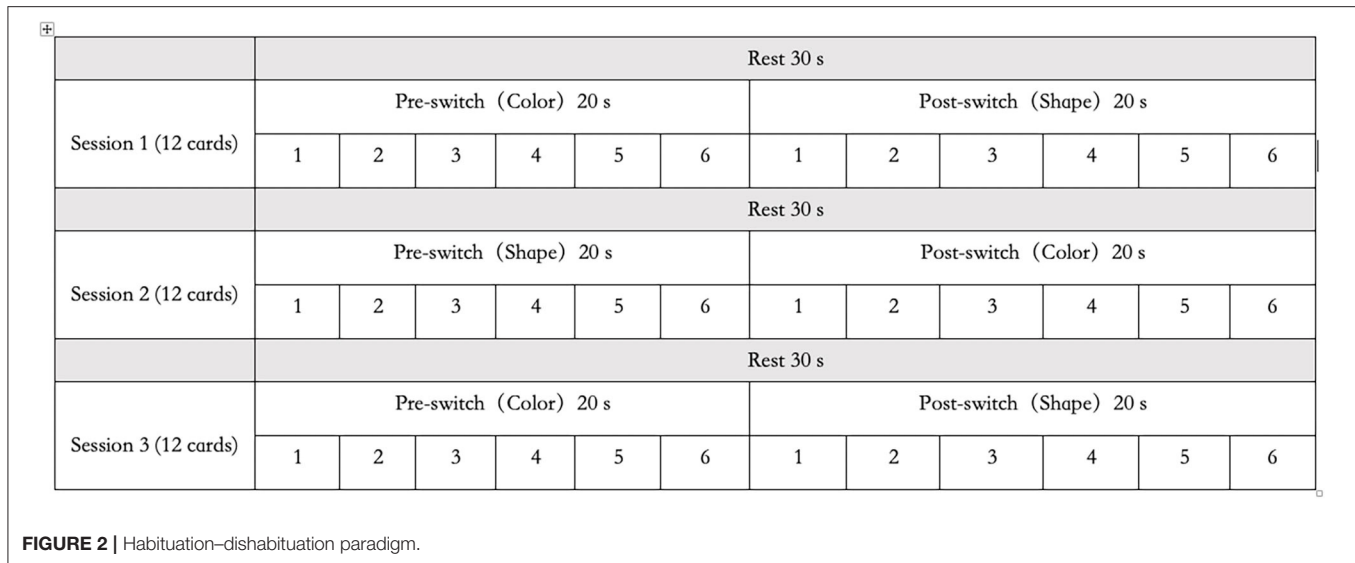 Rest 30 s
Pre-switch (Color) 20 s Post-switch (Shape) 20 s
Session 1 (12 cards) 1 2 3 4 5 6 1 2 3 4 5 6
Rest 30 s
Pre-switch (Shape) 20 s Post-switch (Color) 20 s
Session 2 (12 cards) 1 2 3 4 5 6 1 2 3 4 5 6
Rest 30 s
Pre-switch (Color) 20 s Post-switch (Shape) 20 s
Session 3 (12 cards) 1 2 3 4 5 6 1 2 3 4 5 6
FIGURE 2 | Habituation–dishabituation paradigm.